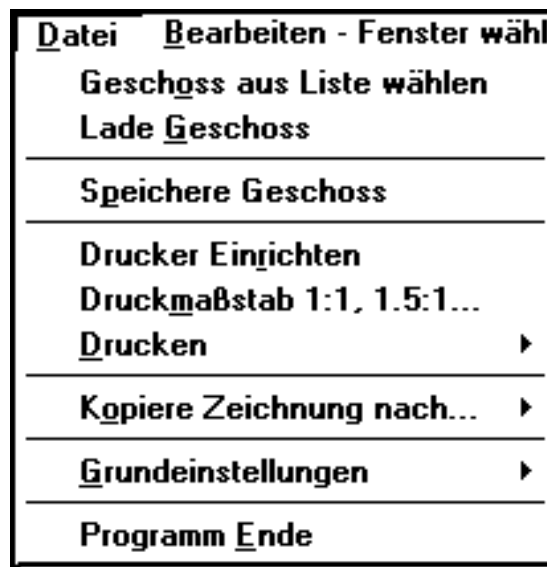 Datei Bearbeiten - Fenster wähl
Geschoss aus Liste wählen
Lade Geschoss
Speichere Geschoss
Drucker Einrichten
Druckmaßstab 1:1, 1.5:1...
Drucken
Kopiere Zeichnung nach...
Grundeinstellungen
Programm Ende